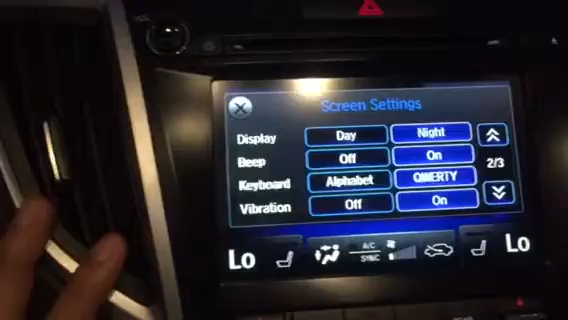 VOL
Screen Settings
Display Day Night
Beep Off On
2/3
Keyboard Alphabet QWERTY
Vibration Off On
Lo A/C Lo
SYNC